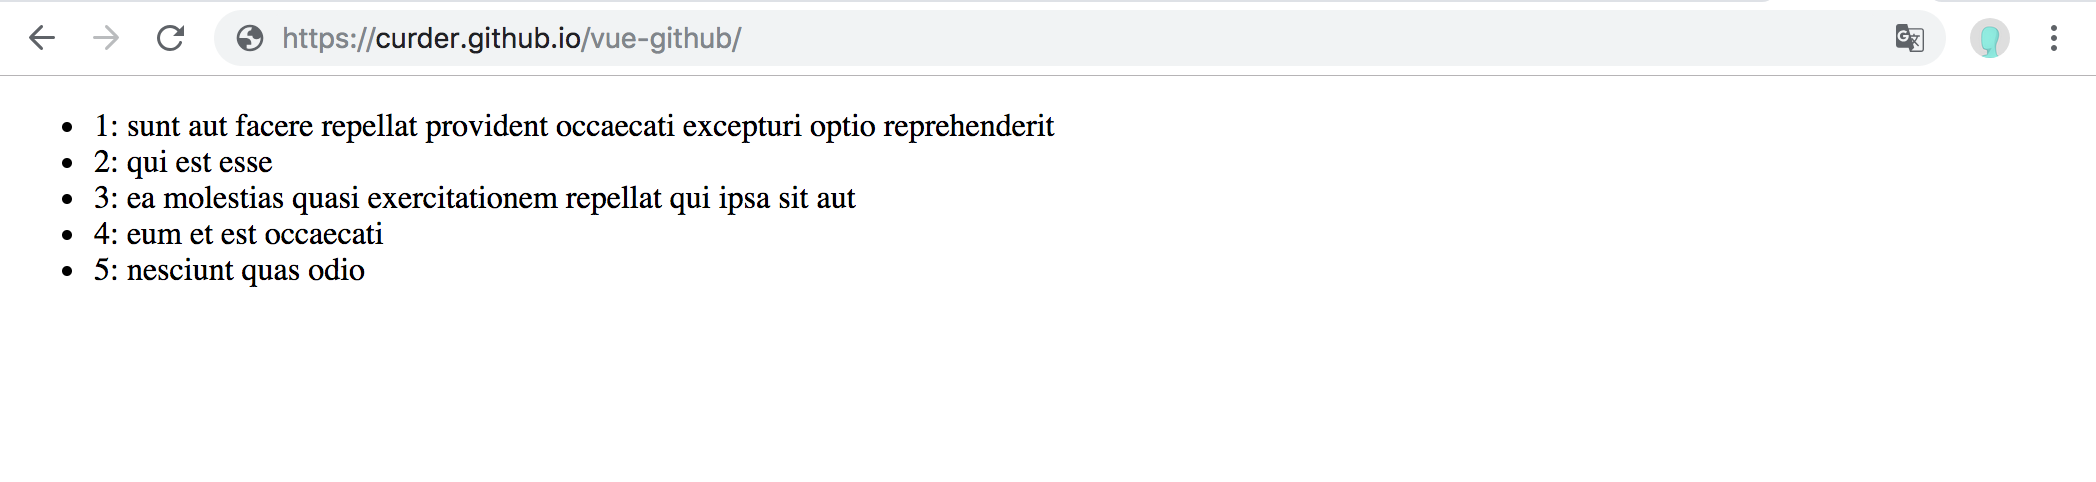 https://curder.github.io/vue-github/
1: sunt aut facere repellat provident occaecati excepturi optio reprehenderit
2: qui est esse
3: ea molestias quasi exercitationem repellat qui ipsa sit aut
4: eum et est occaecati
5: nesciunt quas odio